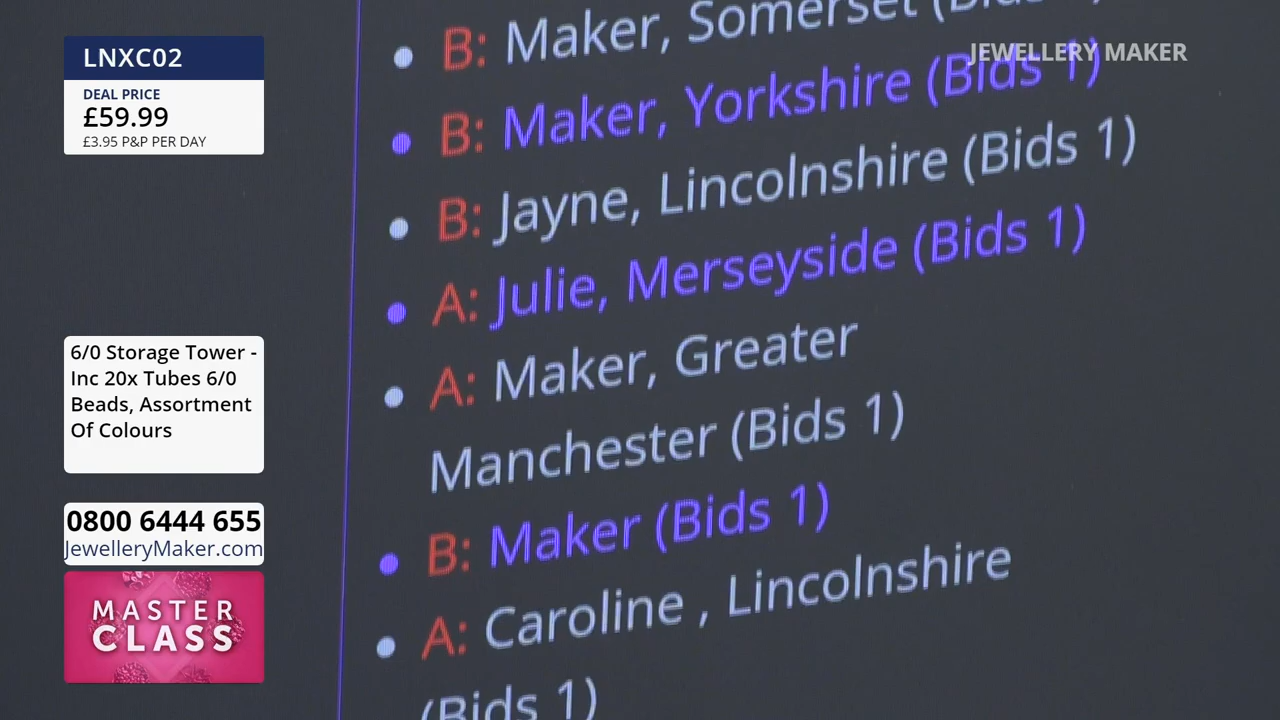 LNXC02
DEAL PRICE
£59.99
£3.95 P&P PER DAY
6/0 Storage Tower -
Inc 20x Tubes 6/0
Beads, Assortment
Of Colours
0800 6444 655
JewelleryMaker.com
MASTER
CLASS
JEWELLERY MAKER
• B: Maker, Somerset (Bids 1)
• B: Maker, Yorkshire (Bids 1)
• B: Jayne, Lincolnshire (Bids 1)
• A: Julie, Merseyside (Bids 1)
• A: Maker, Greater
Manchester (Bids 1)
• B: Maker (Bids 1)
• A: Caroline , Lincolnshire
(Bids 1)